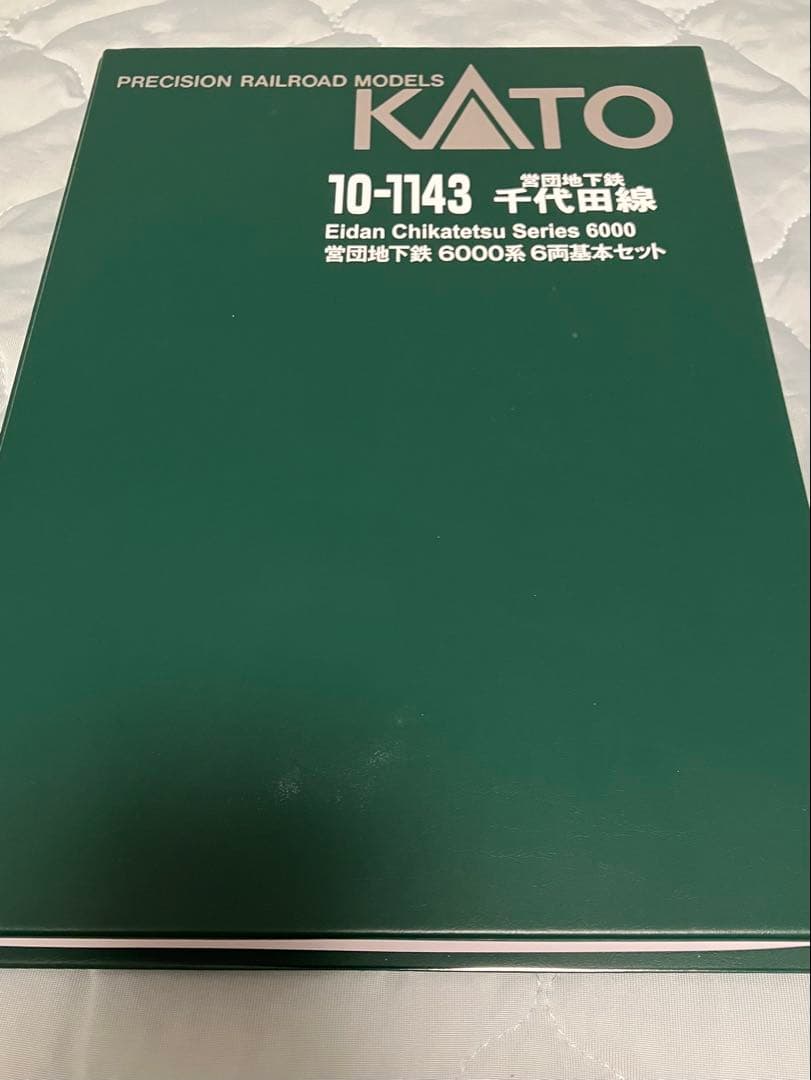 PRECISION RAILROAD MODELS
KATO
10-1143 営団地下鉄 千代田線
Eidan Chikatetsu Series 6000
営団地下鉄 6000系 6両基本セット